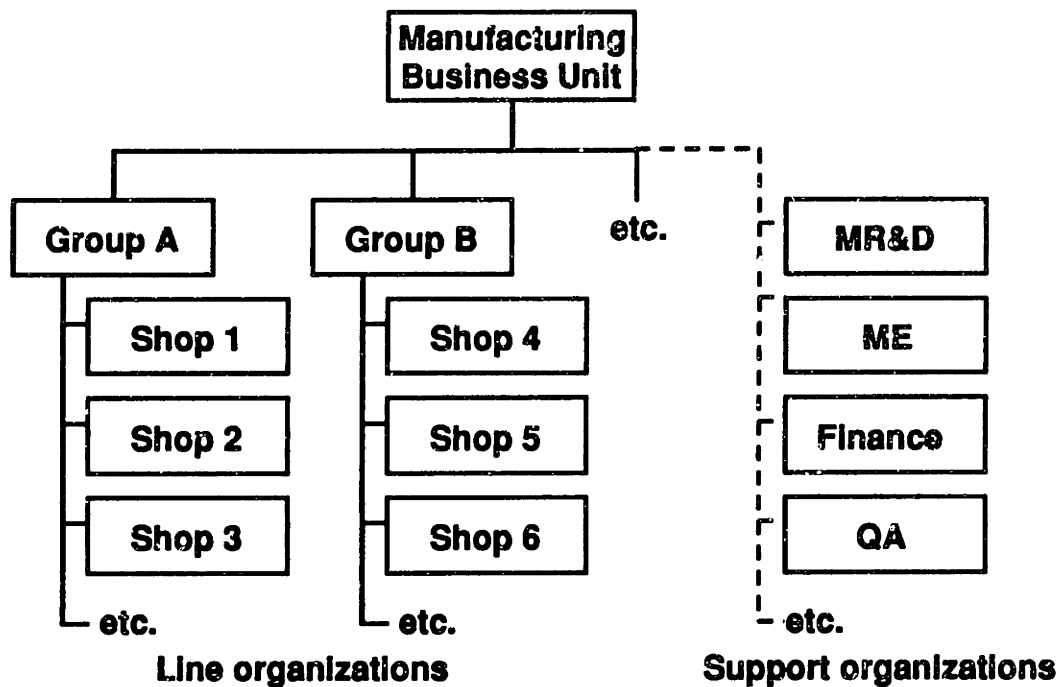 Manufacturing
Business Unit
Group A
Group B
etc.
MR&D
Shop 1
Shop 4
ME
Shop 2
Shop 5
Finance
Shop 3
Shop 6
QA
etc.
etc.
etc.
Line organizations
Support organizations